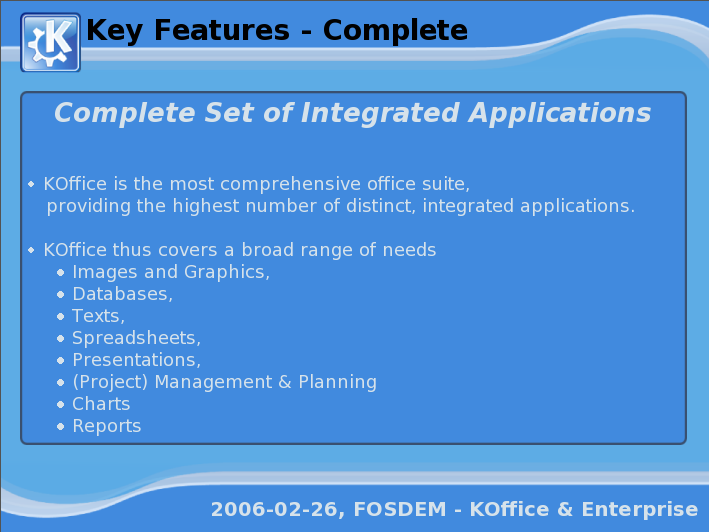 Key Features - Complete
Complete Set of Integrated Applications
• KOffice is the most comprehensive office suite,
providing the highest number of distinct, integrated applications.
• KOffice thus covers a broad range of needs
• Images and Graphics,
• Databases,
• Texts,
• Spreadsheets,
• Presentations,
• (Project) Management & Planning
• Charts
• Reports
2006-02-26, FOSDEM - KOffice & Enterprise